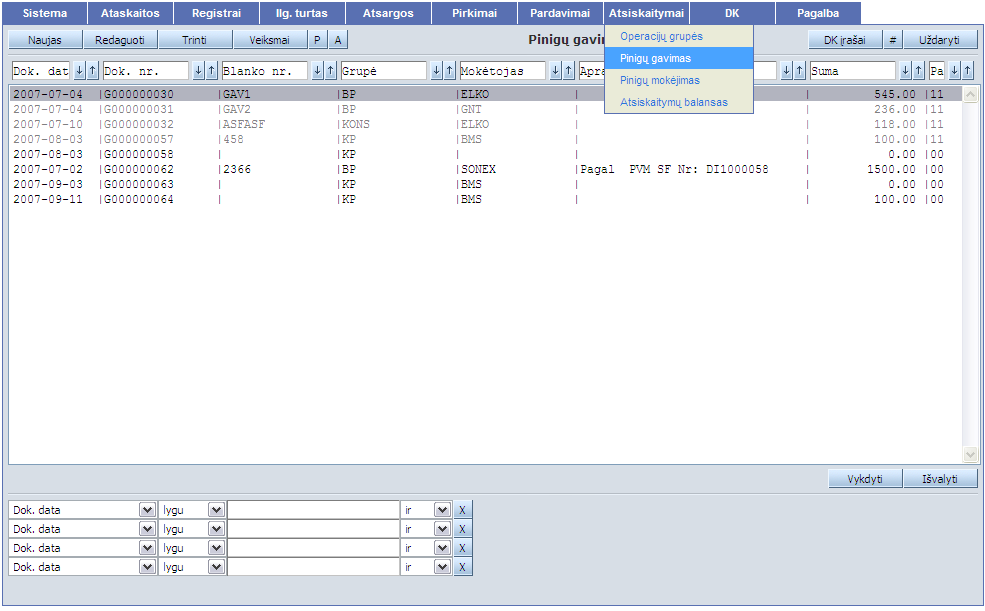 Sistema Ataskaitos Registrai Ilg. turtas Atsargos Pirkimai Pardavimai Atsiskaitymai DK Pagalba
Naujas Redaguoti Trinti Veiksmai P A Pinigų DK įrašai # Uždaryti
Operacijų grupės
Pinigų gavimas
Pinigų mokėjimas
Atsiskaitymų balansas
Dok. dat Dok. nr. Blanko nr. Grupė Mokėtojas Apra Suma Pa
2007-07-04 |G000000030 |GAV1 |BP |ELKO | | 545.00 |11
2007-07-04 |G000000031 |GAV2 |BP |GNT | | 236.00 |11
2007-07-10 |G000000032 |ASFASF |KONS |ELKO | | 118.00 |11
2007-08-03 |G000000057 |458 |KP |BMS | | 100.00 |11
2007-08-03 |G000000058 | |KP | | | 0.00 |00
2007-07-02 |G000000062 |2366 |BP |SONEX |Pagal PVM SF Nr: DI1000058 | 1500.00 |00
2007-09-03 |G000000063 | |KP |BMS | | 0.00 |00
2007-09-11 |G000000064 | |KP |BMS | | 100.00 |00
Vykdyti Išvalyti
Dok. data lygu ir X
Dok. data lygu ir X
Dok. data lygu ir X
Dok. data lygu ir X